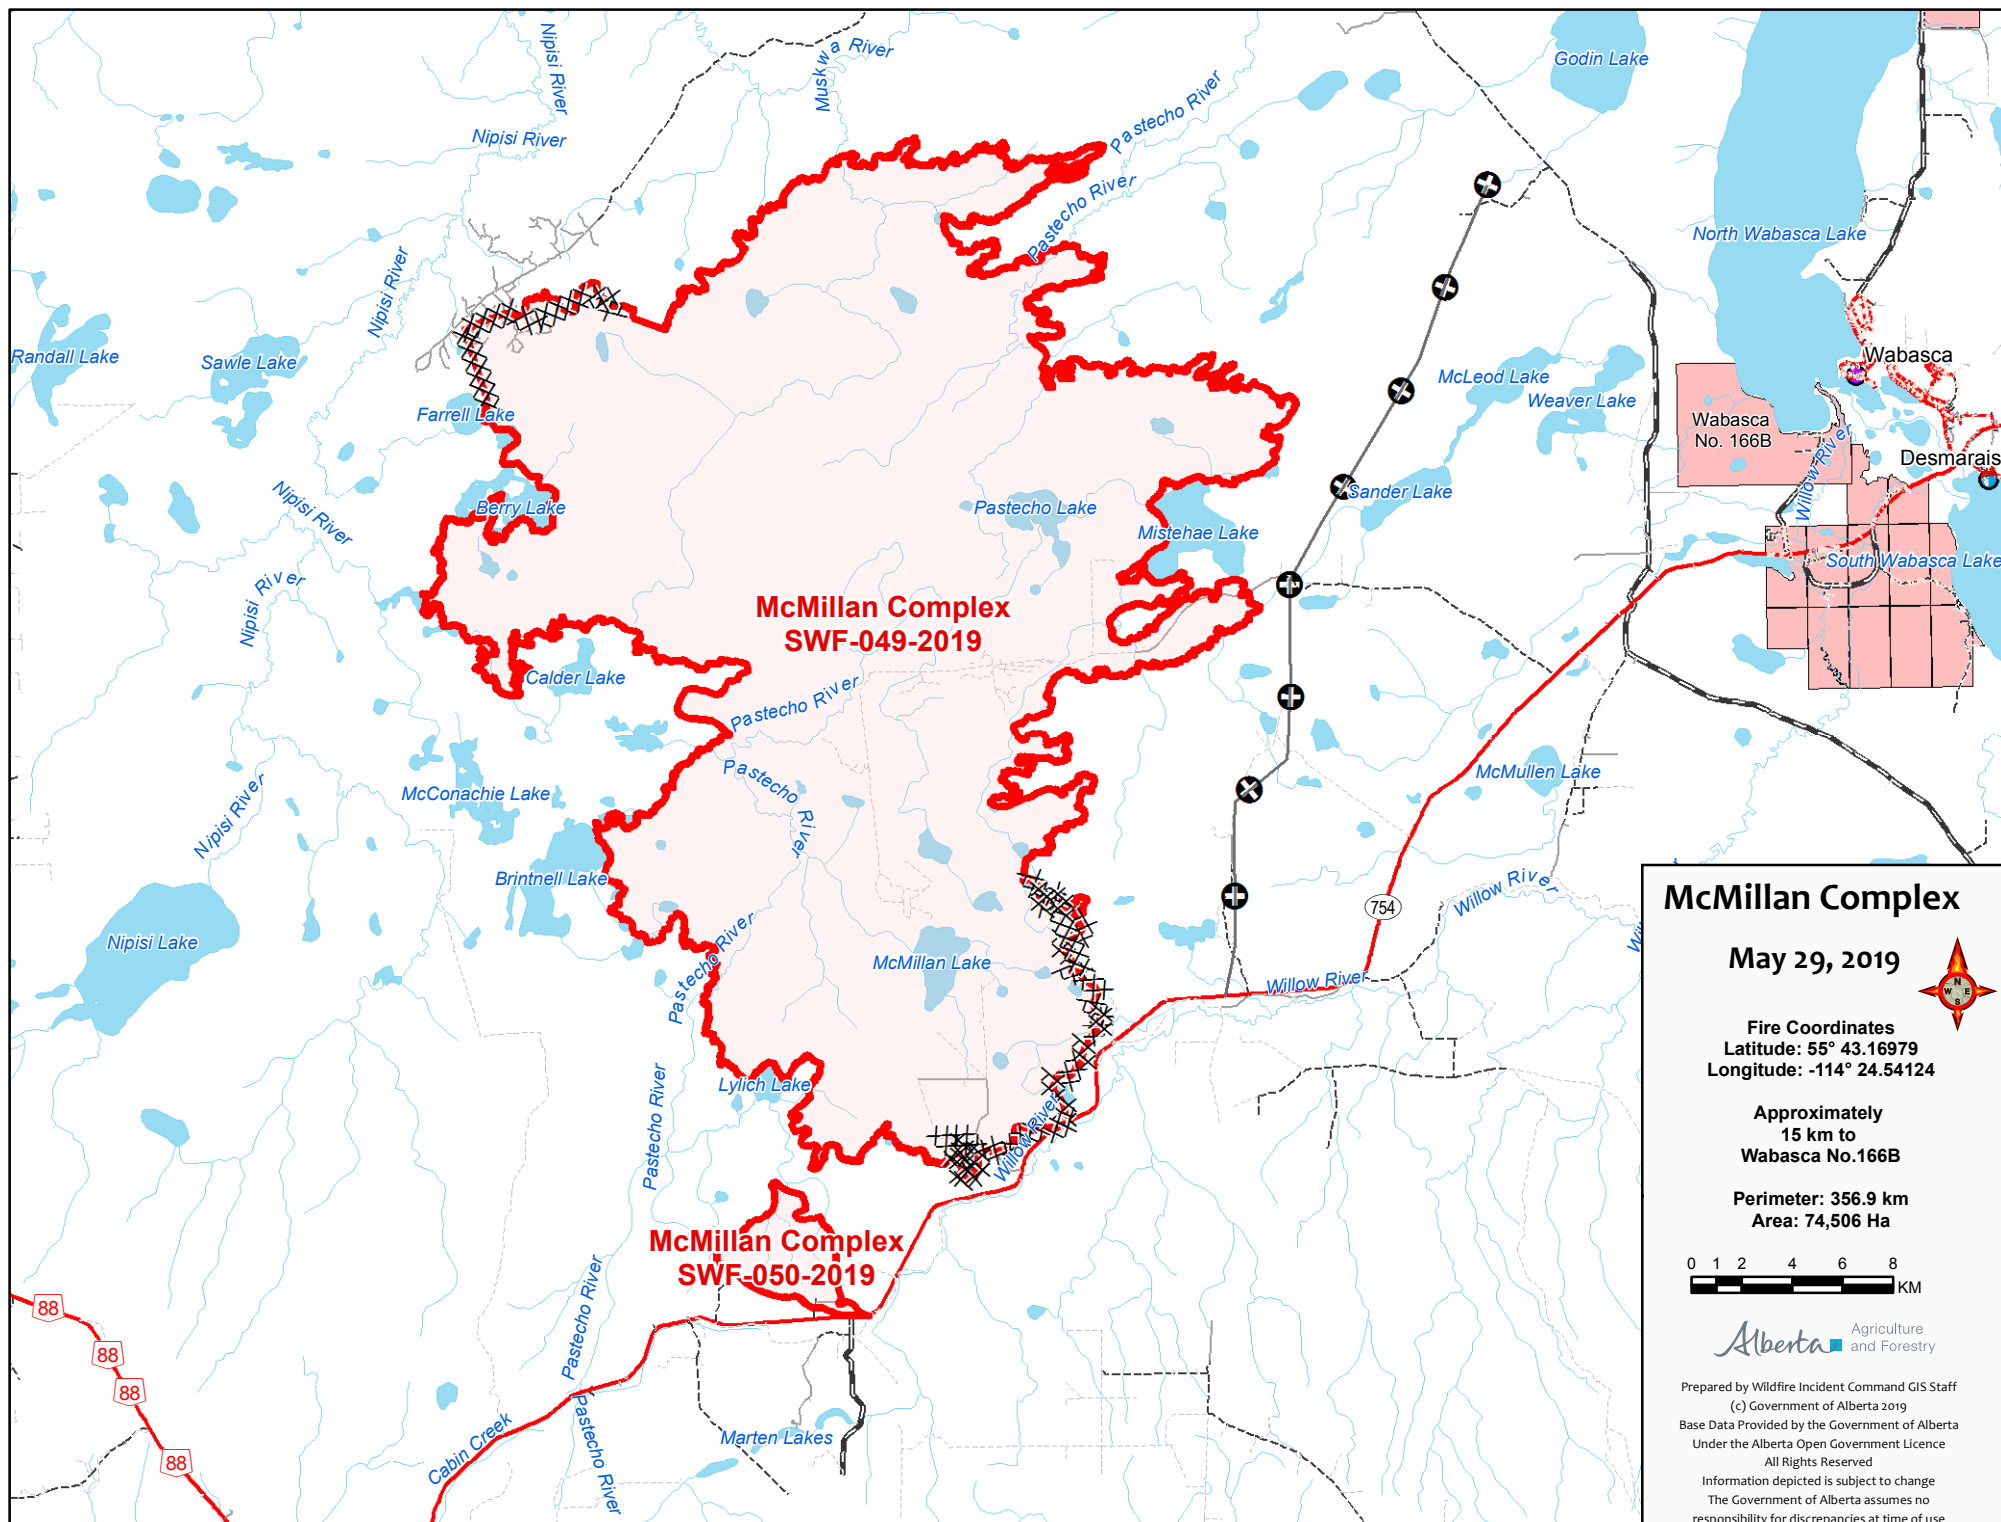 Nipisi River
Muskwa River
Godin Lake
Nipisi River
Pastecho River
Pastecho River
North Wabasca Lake
Nipisi River
Randall Lake
Sawle Lake
Wabasca
McLeod Lake
Weaver Lake
Farrell Lake
Wabasca
No. 166B
Willow River
Desmarais
Nipisi River
Berry Lake
Pastecho Lake
Sander Lake
Mistehae Lake
South Wabasca Lake
Nipisi River
McMillan Complex
SWF-049-2019
Calder Lake
Pastecho River
Pastecho River
McMullen Lake
McConachie Lake
Nipisi River
Brintnell Lake
754
Willow River
Nipisi Lake
Pastecho River
McMillan Lake
Willow River
Lylich Lake
Pastecho River
Willow River
McMillan Complex
SWF-050-2019
Pastecho River
88
88
88
88
Cabin Creek
Pastecho River
Marten Lakes
McMillan Complex
May 29, 2019
N
W E
S
Fire Coordinates
Latitude: 55° 43.16979
Longitude: -114° 24.54124
Approximately
15 km to
Wabasca No.166B
Perimeter: 356.9 km
Area: 74,506 Ha
0 1 2 4 6 8
KM
Alberta Agriculture
and Forestry
Prepared by Wildfire Incident Command GIS Staff
(c) Government of Alberta 2019
Base Data Provided by the Government of Alberta
Under the Alberta Open Government Licence
All Rights Reserved
Information depicted is subject to change
The Government of Alberta assumes no
responsibility for discrepancies at time of use